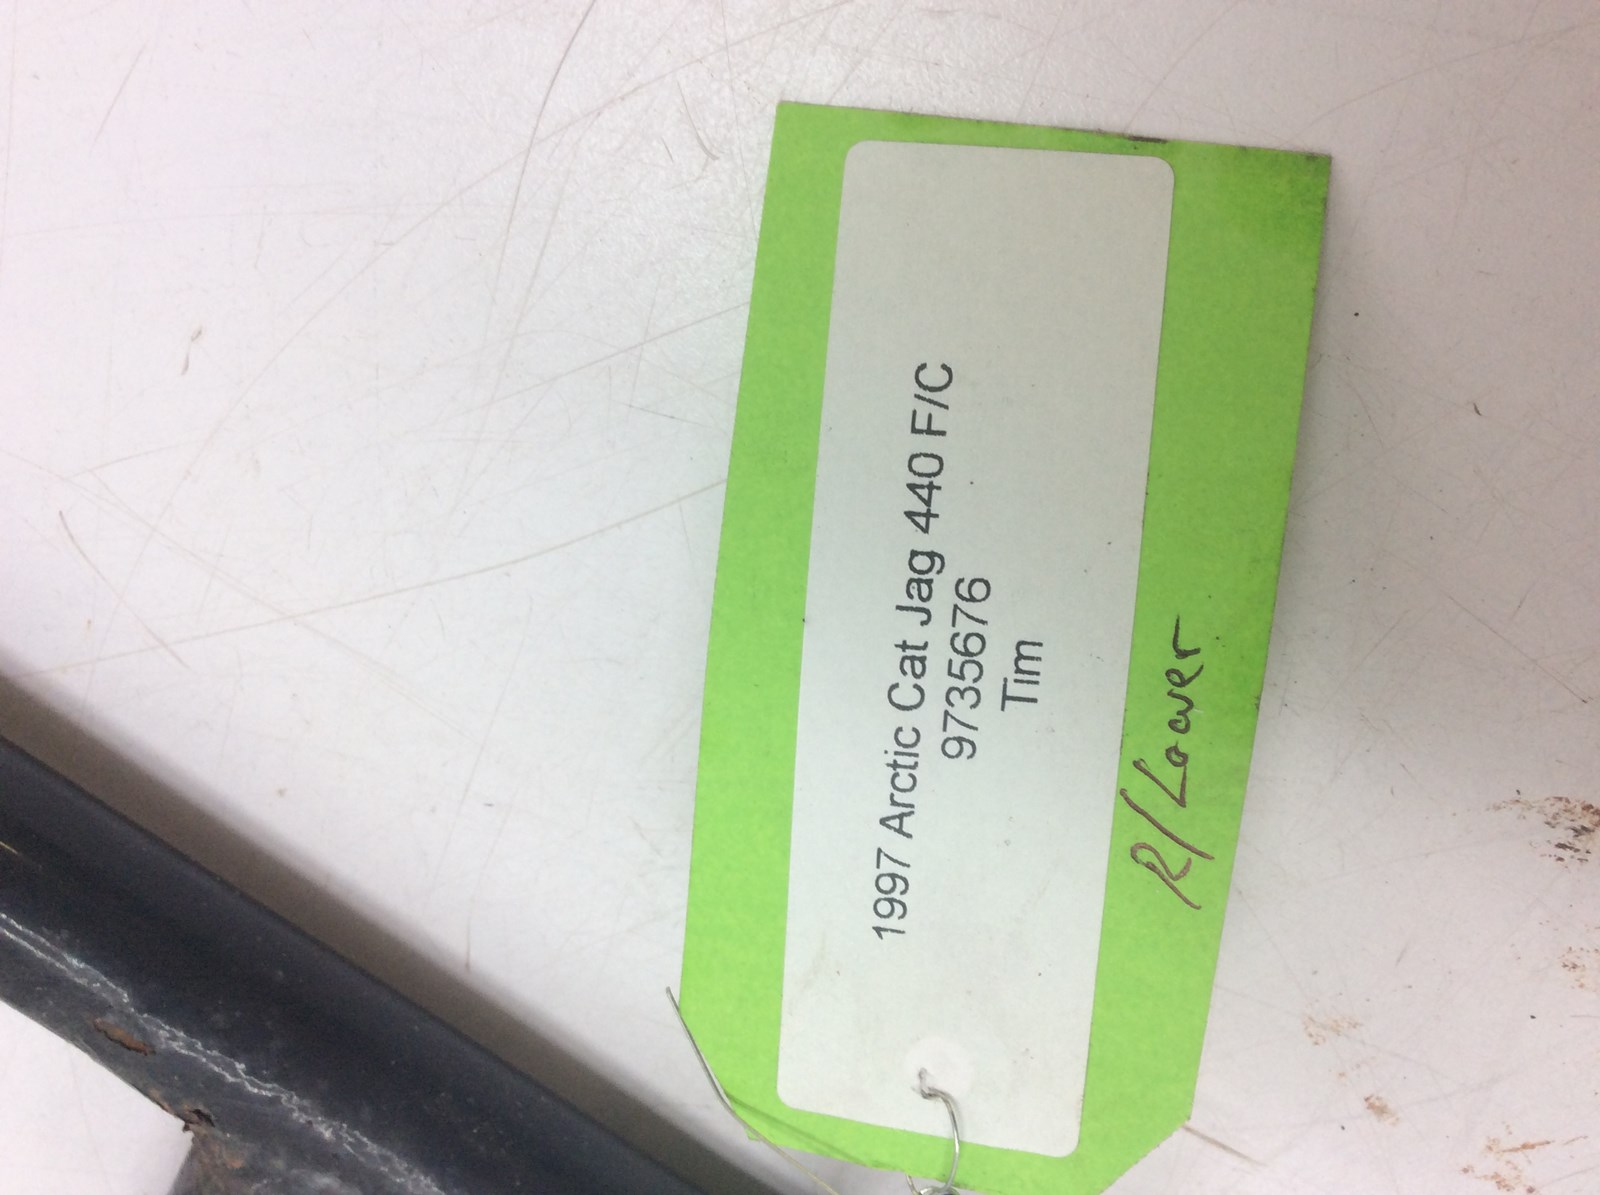 1997 Arctic Cat Jag 440 F/C
9735676
Tim
R/Lower